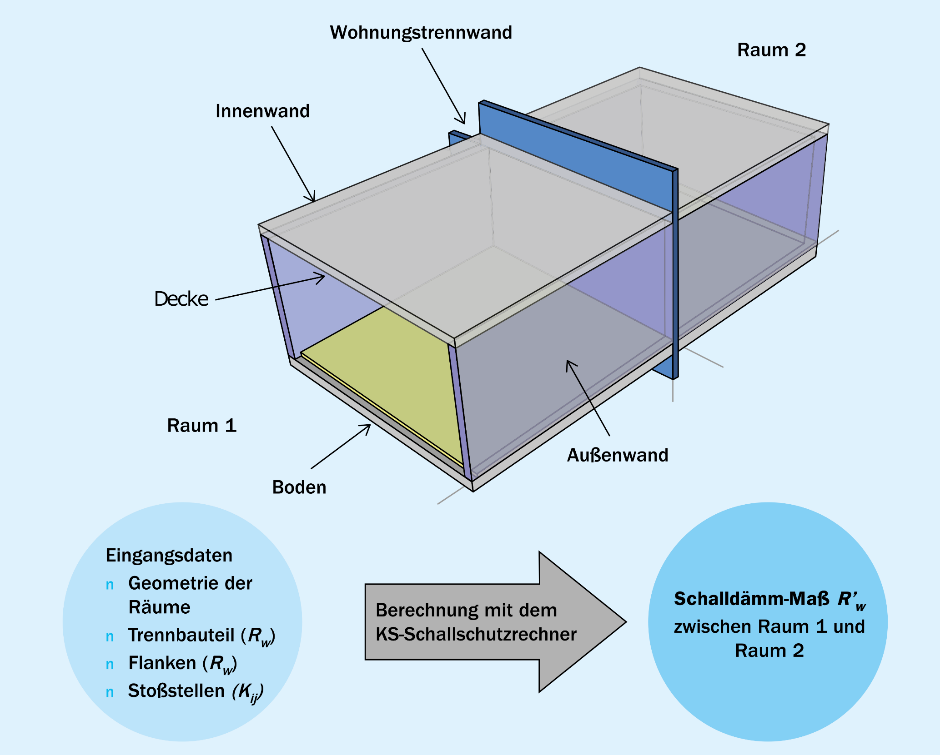 Wohnungstrennwand
Raum 2
Innenwand
Decke
Raum 1
Außenwand
Boden
Eingangsdaten
n Geometrie der
Räume
n Trennbauteil (Rw)
n Flanken (Rw)
n Stoßstellen (Kij)
Berechnung mit dem
KS-Schallschutzrechner
Schalldämm-Maß R’w
zwischen Raum 1 und
Raum 2